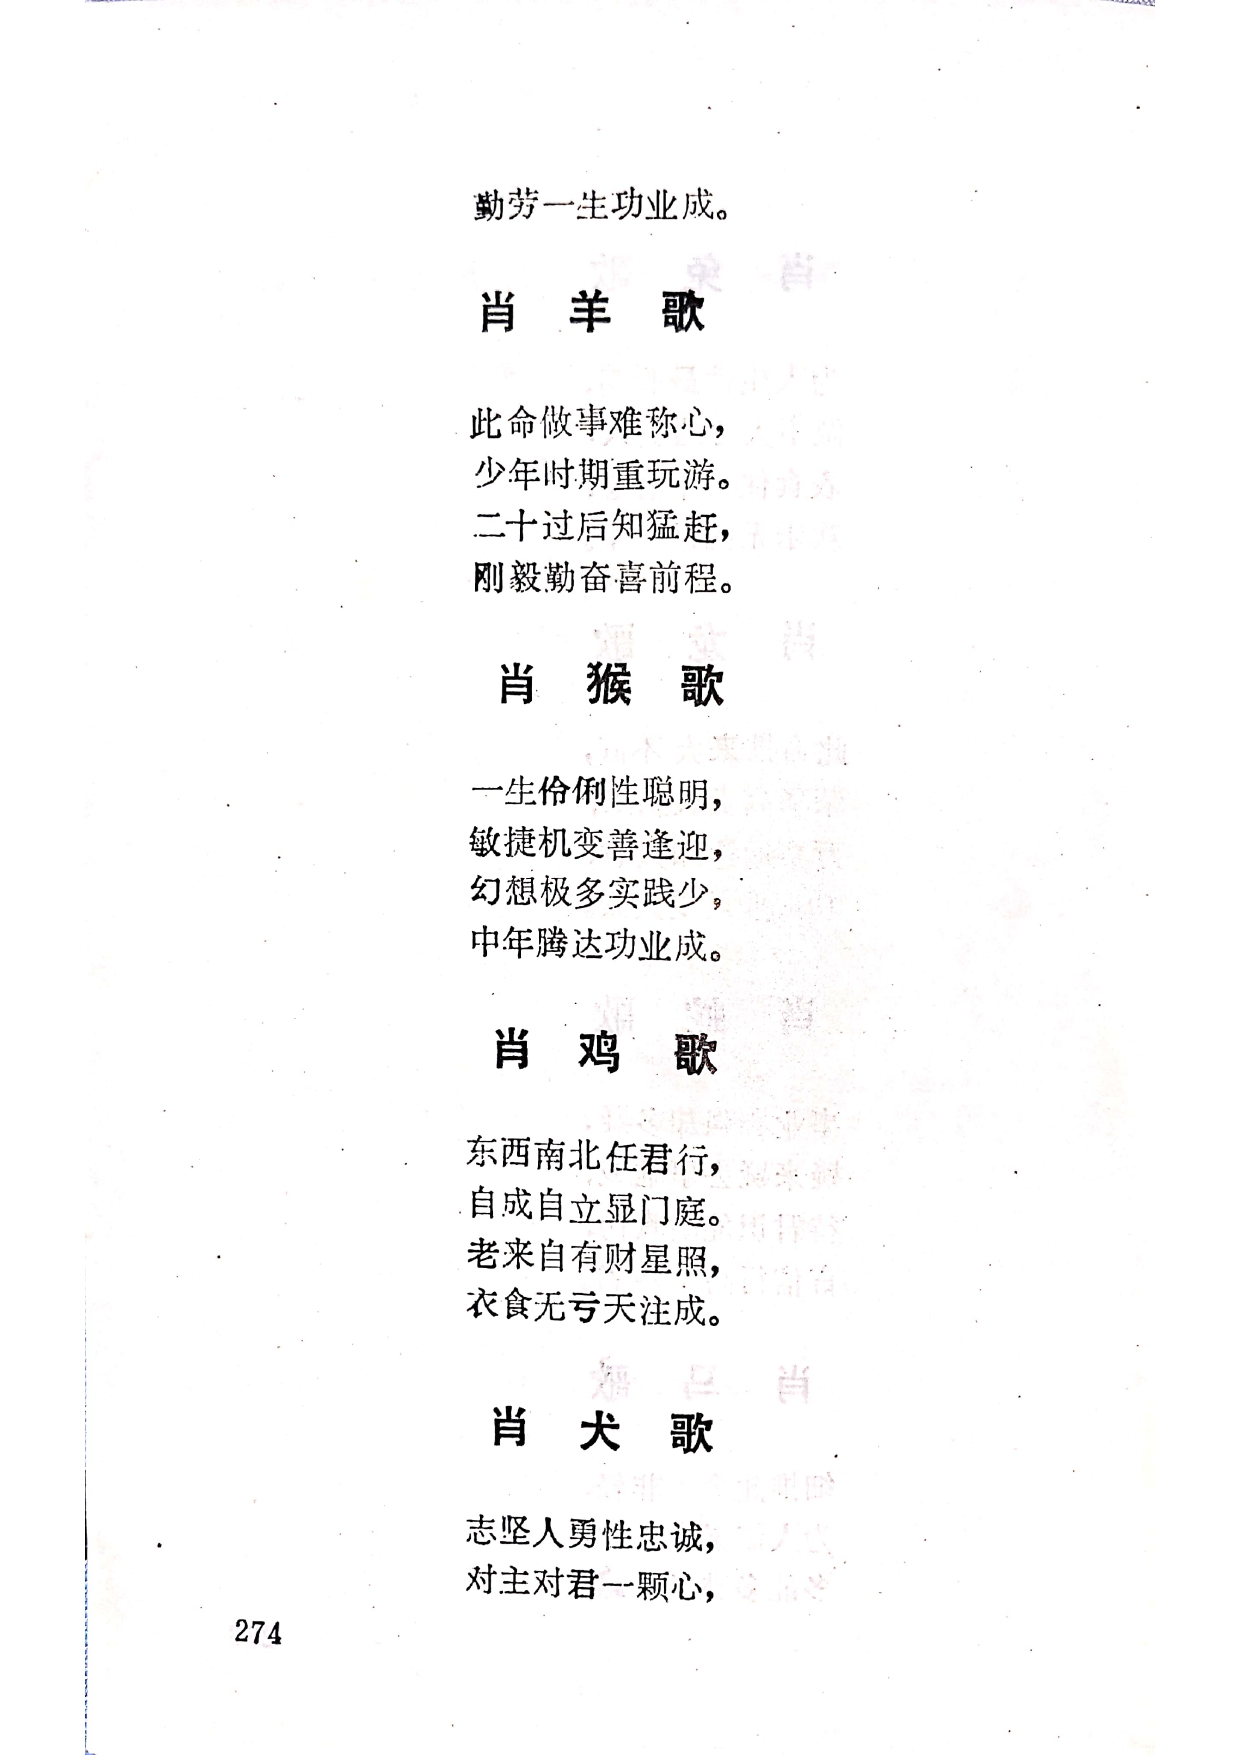 勤劳一生功业成。
肖 羊 歌
此命做事难称心，
少年时期重玩游。
二十过后知猛赶，
刚毅勤奋喜前程。
肖 猴 歌
一生伶俐性聪明，
敏捷机变善逢迎，
幻想极多实践少，
中年腾达功业成。
肖 鸡 歌
东西南北任君行，
自成自立显门庭。
老来自有财星照，
衣食无亏天注成。
肖 犬 歌
志坚人勇性忠诚，
对主对君一颗心，
274